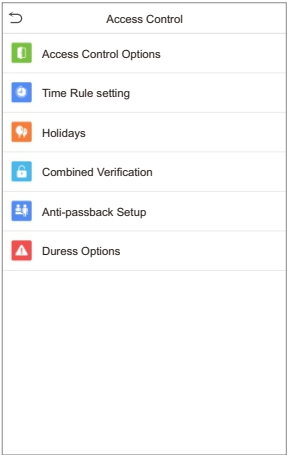 Access Control
Access Control Options
Time Rule setting
Holidays
Combined Verification
Anti-passback Setup
Duress Options